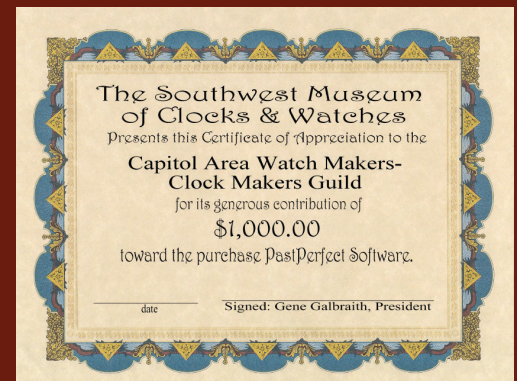 The Southwest Museum
of Clocks & Watches
Presents this Certificate of Appreciation to the
Capitol Area Watch Makers-
Clock Makers Guild
for its generous contribution of
$1,000.00
toward the purchase PastPerfect Software.
date
Signed: Gene Galbraith, President